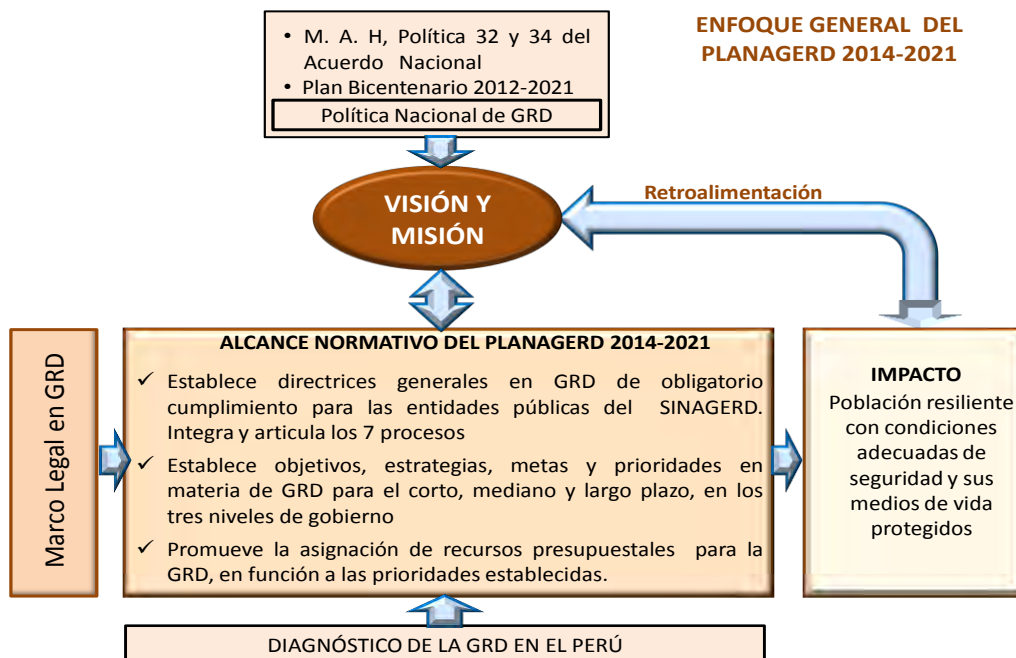 ENFOQUE GENERAL DEL
PLANAGERD 2014-2021
• M. A. H, Política 32 y 34 del
Acuerdo Nacional
• Plan Bicentenario 2012-2021
Política Nacional de GRD
VISIÓN Y
MISIÓN
Retroalimentación
Marco Legal en GRD
ALCANCE NORMATIVO DEL PLANAGERD 2014-2021
✓ Establece directrices generales en GRD de obligatorio
cumplimiento para las entidades públicas del SINAGERD.
Integra y articula los 7 procesos
✓ Establece objetivos, estrategias, metas y prioridades en
materia de GRD para el corto, mediano y largo plazo, en los
tres niveles de gobierno
✓ Promueve la asignación de recursos presupuestales para la
GRD, en función a las prioridades establecidas.
IMPACTO
Población resiliente
con condiciones
adecuadas de
seguridad y sus
medios de vida
protegidos
DIAGNÓSTICO DE LA GRD EN EL PERÚ